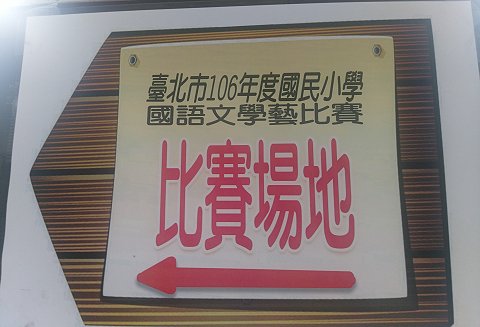 臺北市106年度國民小學
國語文學藝比賽
比賽場地